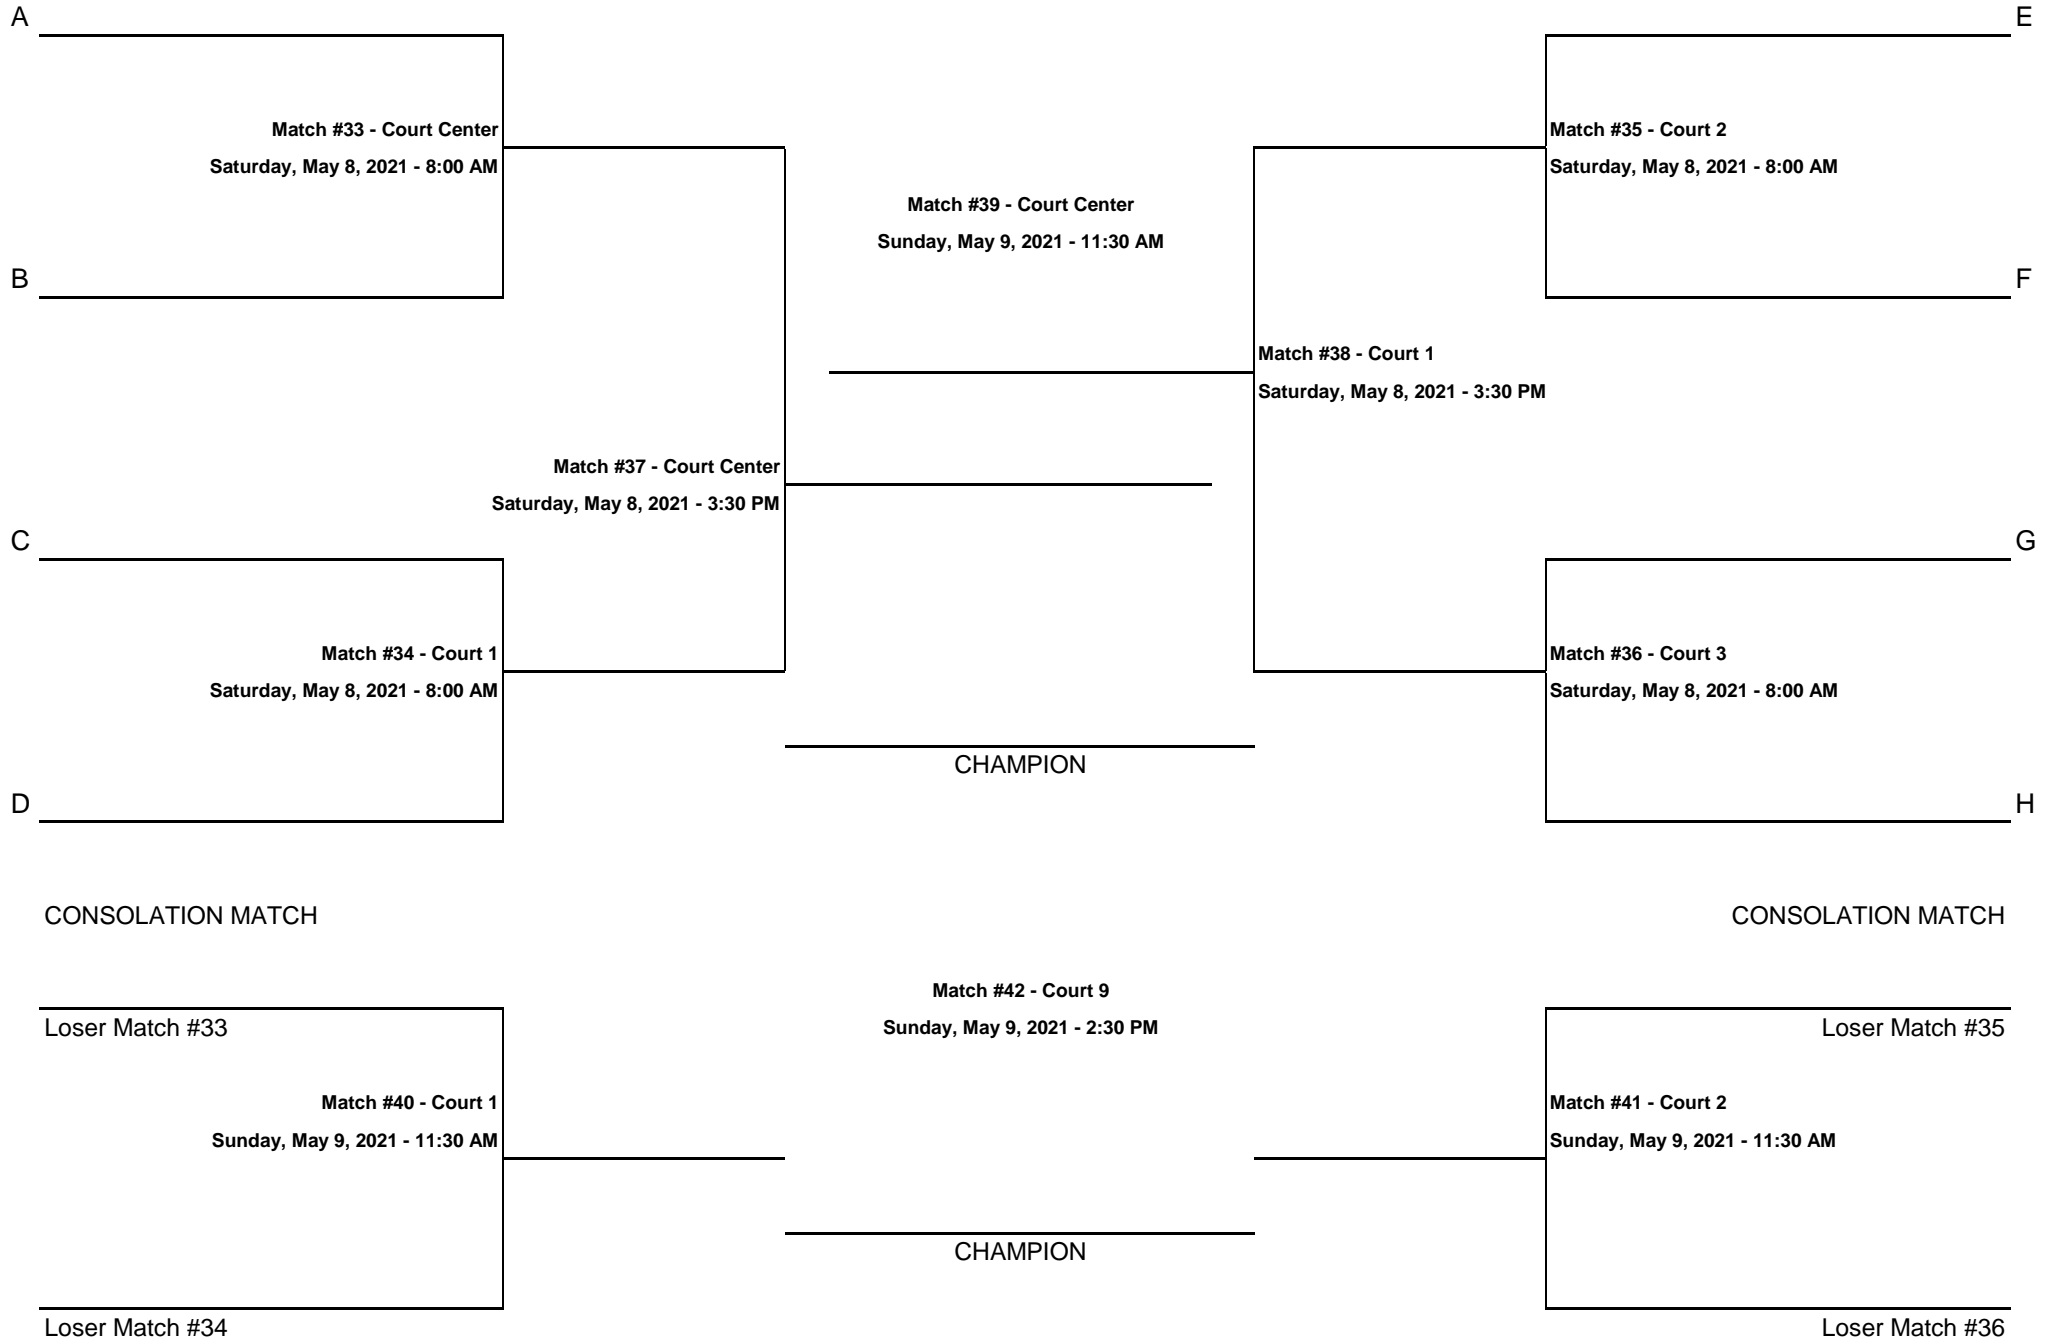 A
E
Match #33 - Court Center
Saturday, May 8, 2021 - 8:00 AM
Match #35 - Court 2
Saturday, May 8, 2021 - 8:00 AM
Match #39 - Court Center
Sunday, May 9, 2021 - 11:30 AM
B
F
Match #38 - Court 1
Saturday, May 8, 2021 - 3:30 PM
Match #37 - Court Center
Saturday, May 8, 2021 - 3:30 PM
C
G
Match #34 - Court 1
Saturday, May 8, 2021 - 8:00 AM
Match #36 - Court 3
Saturday, May 8, 2021 - 8:00 AM
CHAMPION
D
H
CONSOLATION MATCH
CONSOLATION MATCH
Match #42 - Court 9
Sunday, May 9, 2021 - 2:30 PM
Loser Match #33
Loser Match #35
Match #40 - Court 1
Sunday, May 9, 2021 - 11:30 AM
Match #41 - Court 2
Sunday, May 9, 2021 - 11:30 AM
CHAMPION
Loser Match #34
Loser Match #36